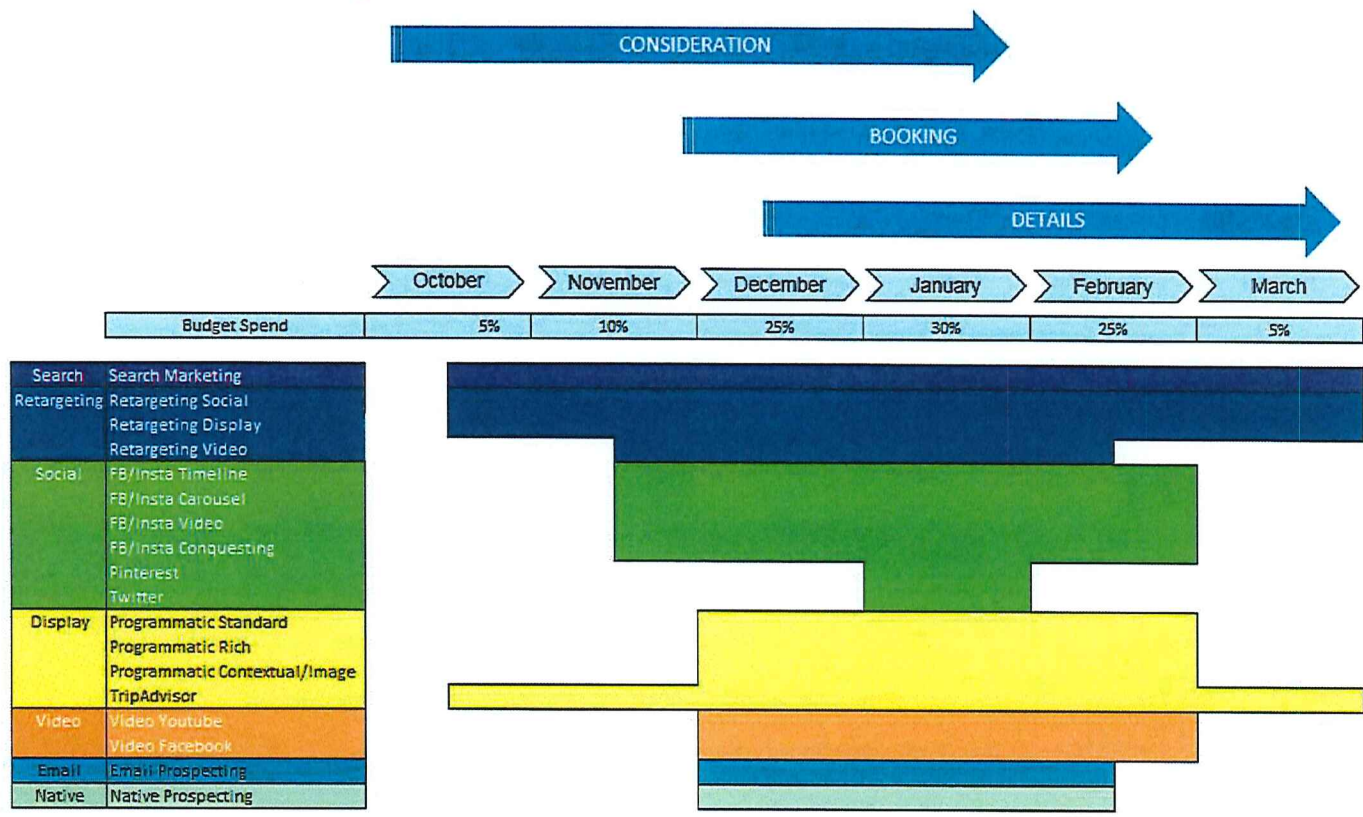 CONSIDERATION
BOOKING
DETAILS
October November December January February March
Budget Spend 5% 10% 25% 30% 25% 5%
Search Search Marketing
Retargeting Retargeting Social
Retargeting Display
Retargeting Video
Social FB/Insta Timeline
FB/Insta Carousel
FB/Insta Video
FB/Insta Conquesting
Pinterest
Twitter
Display Programmatic Standard
Programmatic Rich
Programmatic Contextual/Image
TripAdvisor
Video Video Youtube
Video Facebook
Email Email Prospecting
Native Native Prospecting